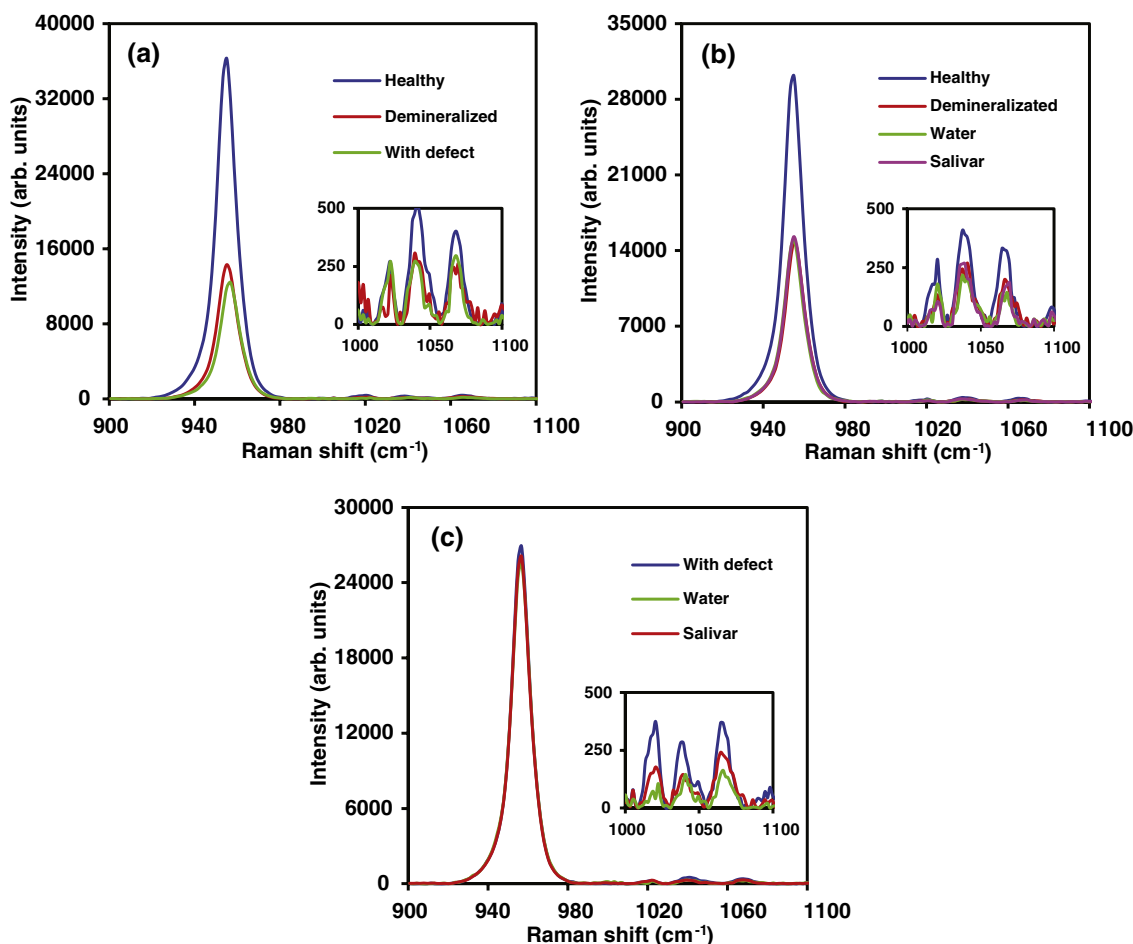 (a)
Intensity (arb. units)
40000
32000
24000
16000
8000
0
Healthy
Demineralized
With defect
500
250
0
1000
1050
1100
900
940
980
1020
1060
1100
Raman shift (cm⁻¹)
(b)
Intensity (arb. units)
35000
28000
21000
14000
7000
0
Healthy
Demineralizated
Water
Salivar
500
250
0
1000
1050
1100
900
940
980
1020
1060
1100
Raman shift (cm⁻¹)
(c)
Intensity (arb. units)
30000
24000
18000
12000
6000
0
With defect
Water
Salivar
500
250
0
1000
1050
1100
900
940
980
1020
1060
1100
Raman shift (cm⁻¹)